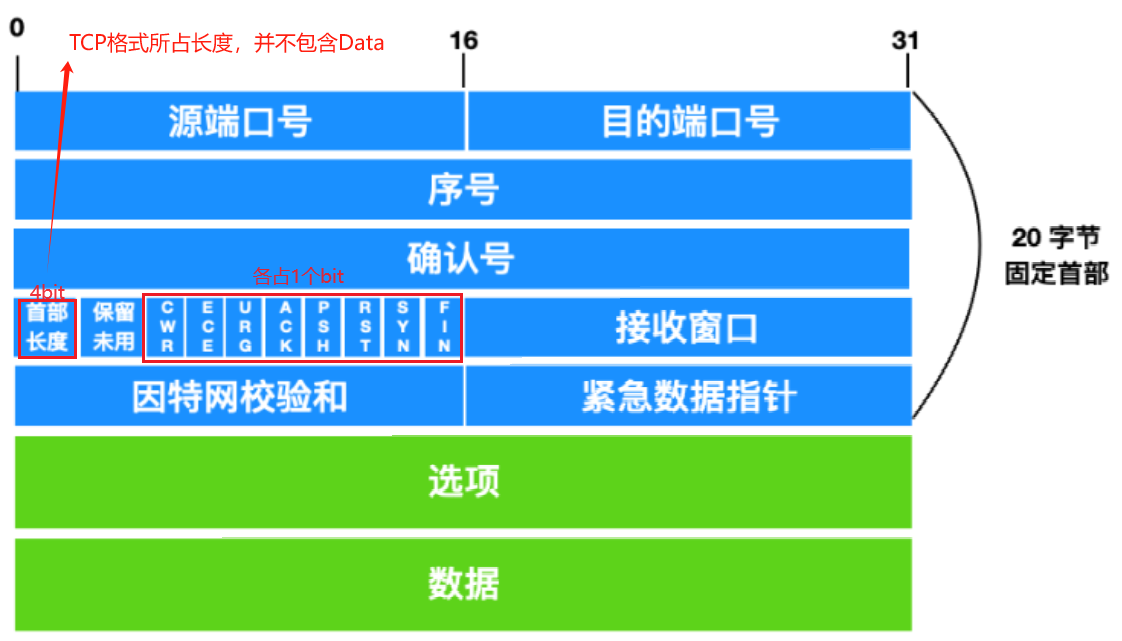 0
TCP格式所占长度，并不包含Data
16
31
源端口号
目的端口号
序号
确认号
20 字节
固定首部
各占1个bit
4bit
首部
长度
保留
未用
CWR
ECE
URG
ACK
PSH
RST
SYN
FIN
接收窗口
因特网校验和
紧急数据指针
选项
数据